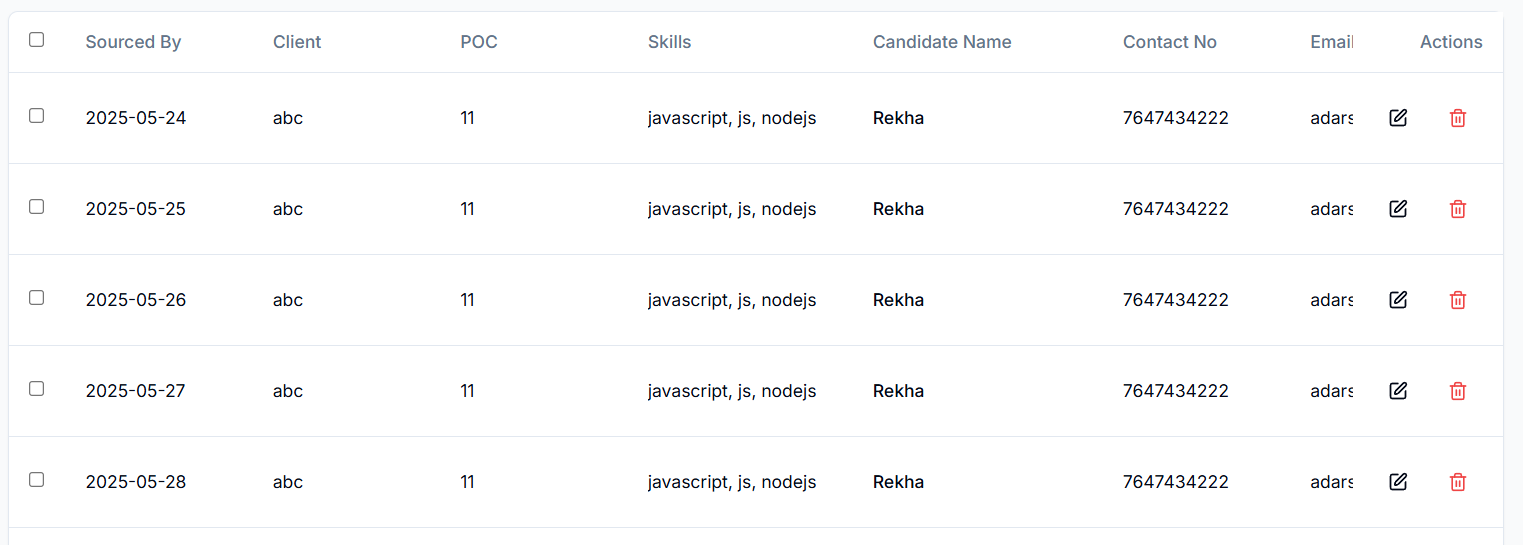 Sourced By Client POC Skills Candidate Name Contact No Email Actions
2025-05-24 abc 11 javascript, js, nodejs Rekha 7647434222 adars
2025-05-25 abc 11 javascript, js, nodejs Rekha 7647434222 adars
2025-05-26 abc 11 javascript, js, nodejs Rekha 7647434222 adars
2025-05-27 abc 11 javascript, js, nodejs Rekha 7647434222 adars
2025-05-28 abc 11 javascript, js, nodejs Rekha 7647434222 adars